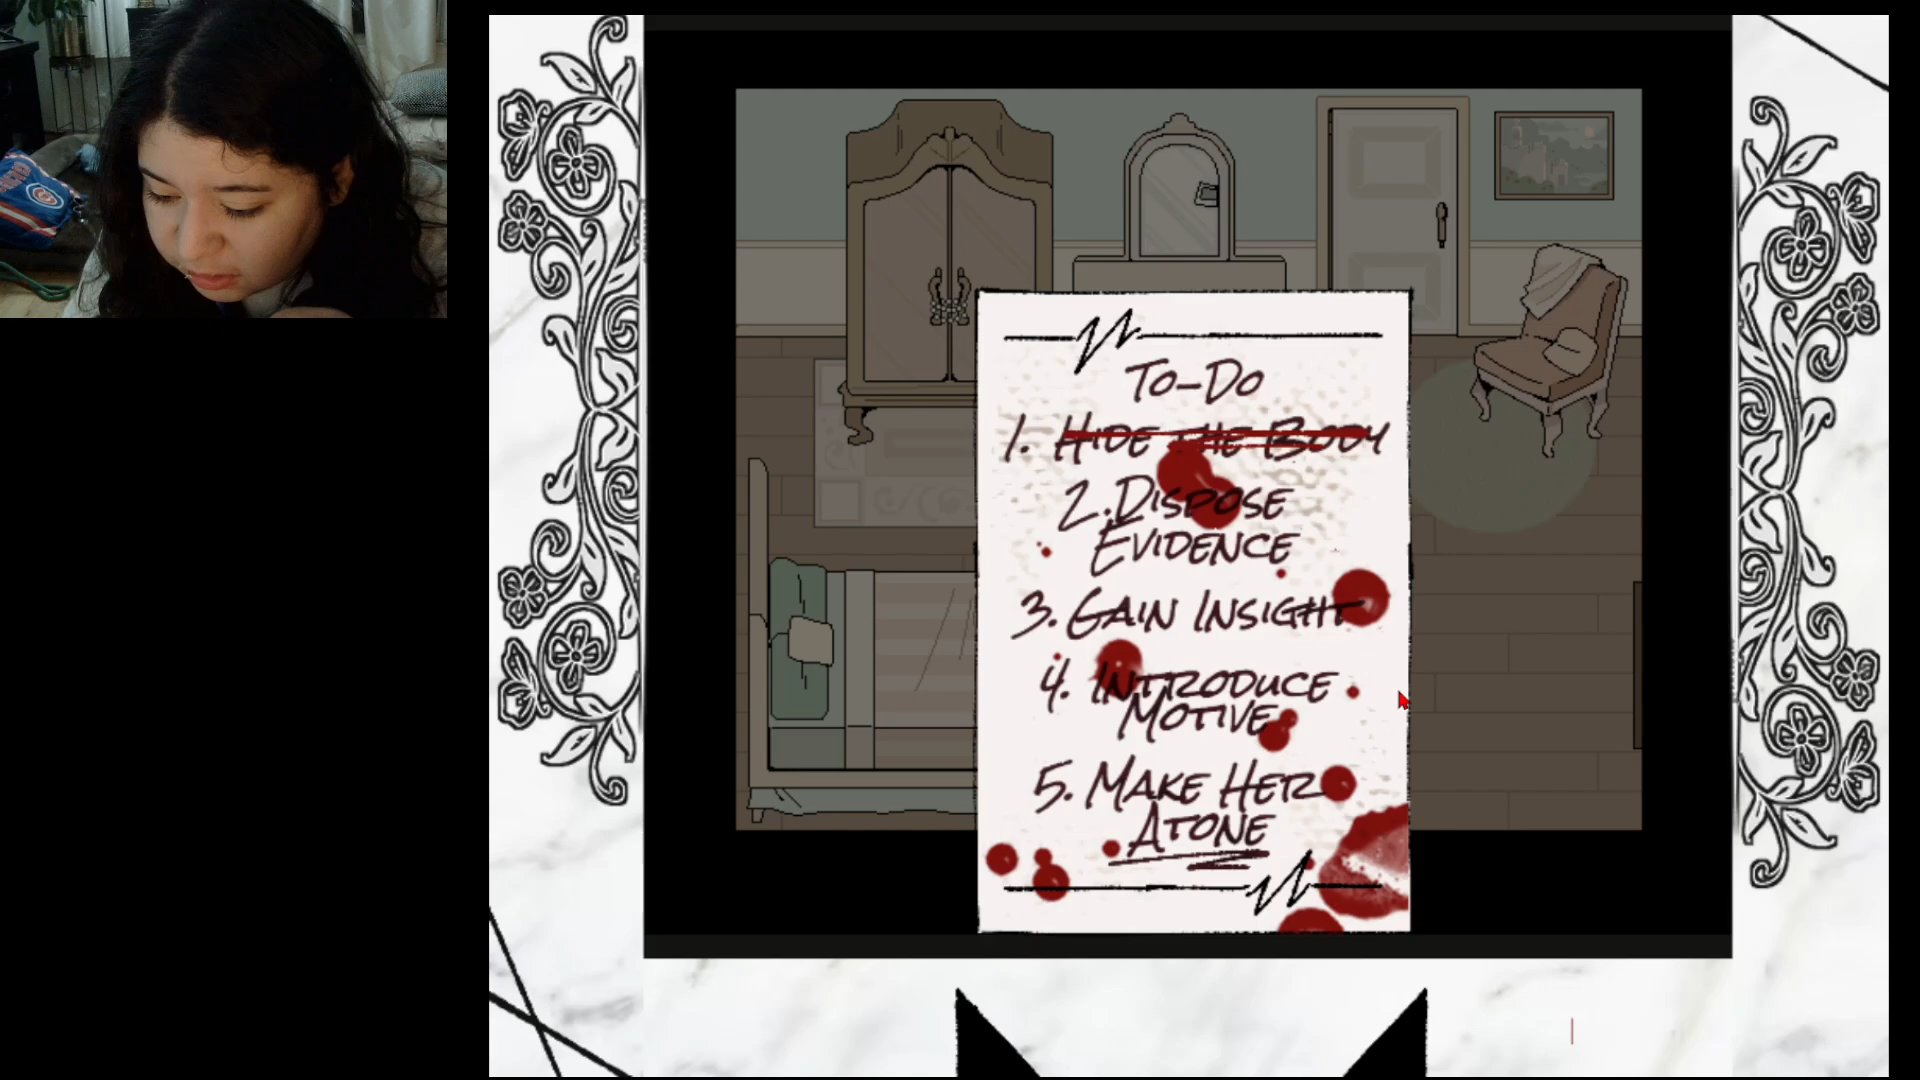 To-Do
1. Hide the Body
2. Dispose
Evidence
3. Gain Insight
4. Introduce
Motive
5. Make Her
Atone